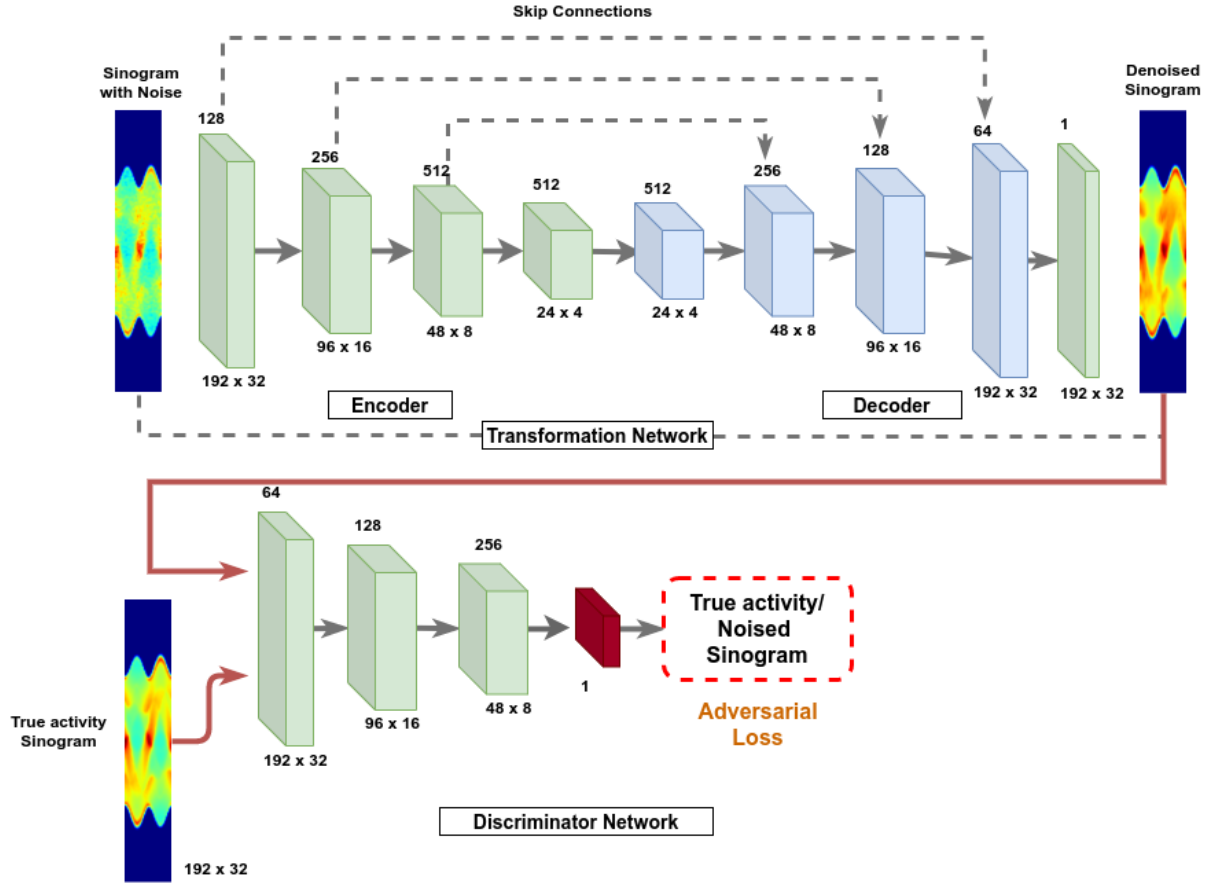 Skip Connections
Sinogram
with Noise
Denoised
Sinogram
128
256
512
512
512
256
128
64
1
192 x 32
96 x 16
48 x 8
24 x 4
24 x 4
48 x 8
96 x 16
192 x 32
192 x 32
Encoder
Decoder
Transformation Network
64
128
256
1
192 x 32
96 x 16
48 x 8
True activity/
Noised
Sinogram
Adversarial
Loss
True activity
Sinogram
192 x 32
Discriminator Network